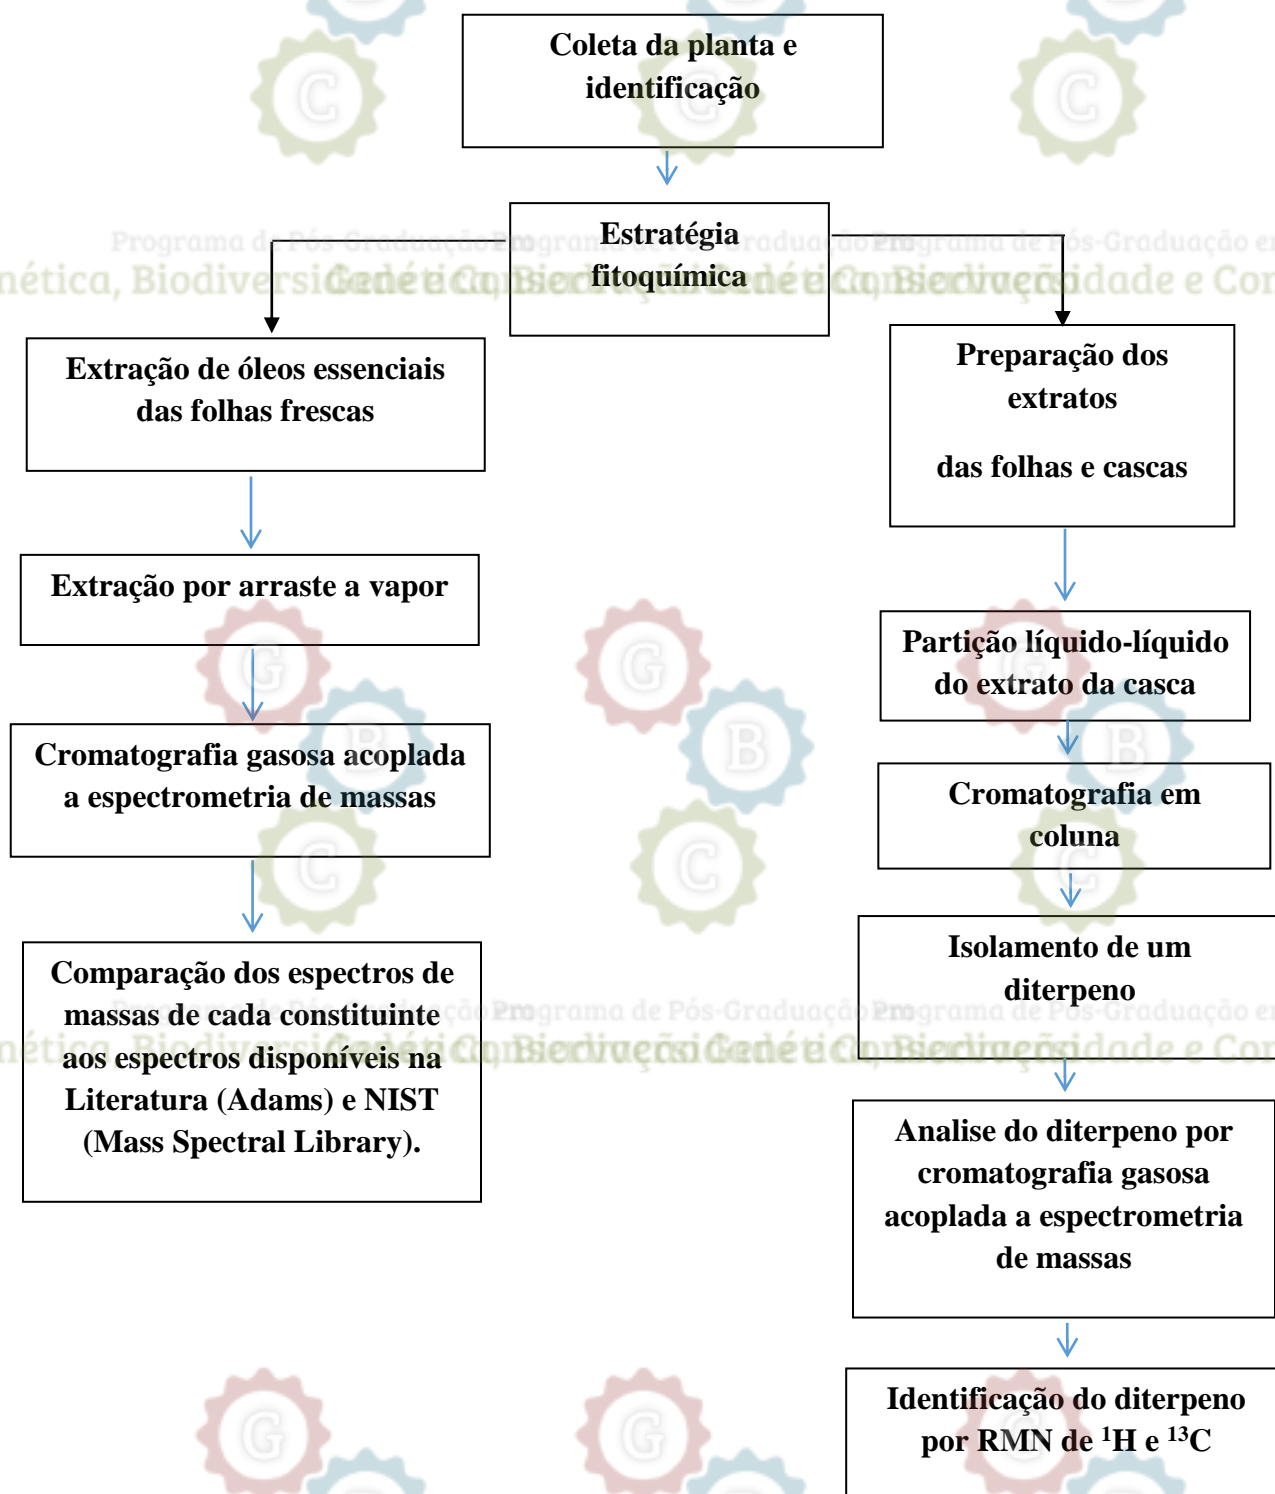 Coleta da planta e
identificação
Estratégia
fitoquímica
Extração de óleos essenciais
das folhas frescas
Extração por arraste a vapor
Cromatografia gasosa acoplada
a espectrometria de massas
Comparação dos espectros de
massas de cada constituinte
aos espectros disponíveis na
Literatura (Adams) e NIST
(Mass Spectral Library).
Preparação dos
extratos
das folhas e cascas
Partição líquido-líquido
do extrato da casca
Cromatografia em
coluna
Isolamento de um
diterpeno
Analise do diterpeno por
cromatografia gasosa
acoplada a espectrometria
de massas
Identificação do diterpeno
por RMN de ¹H e ¹³C